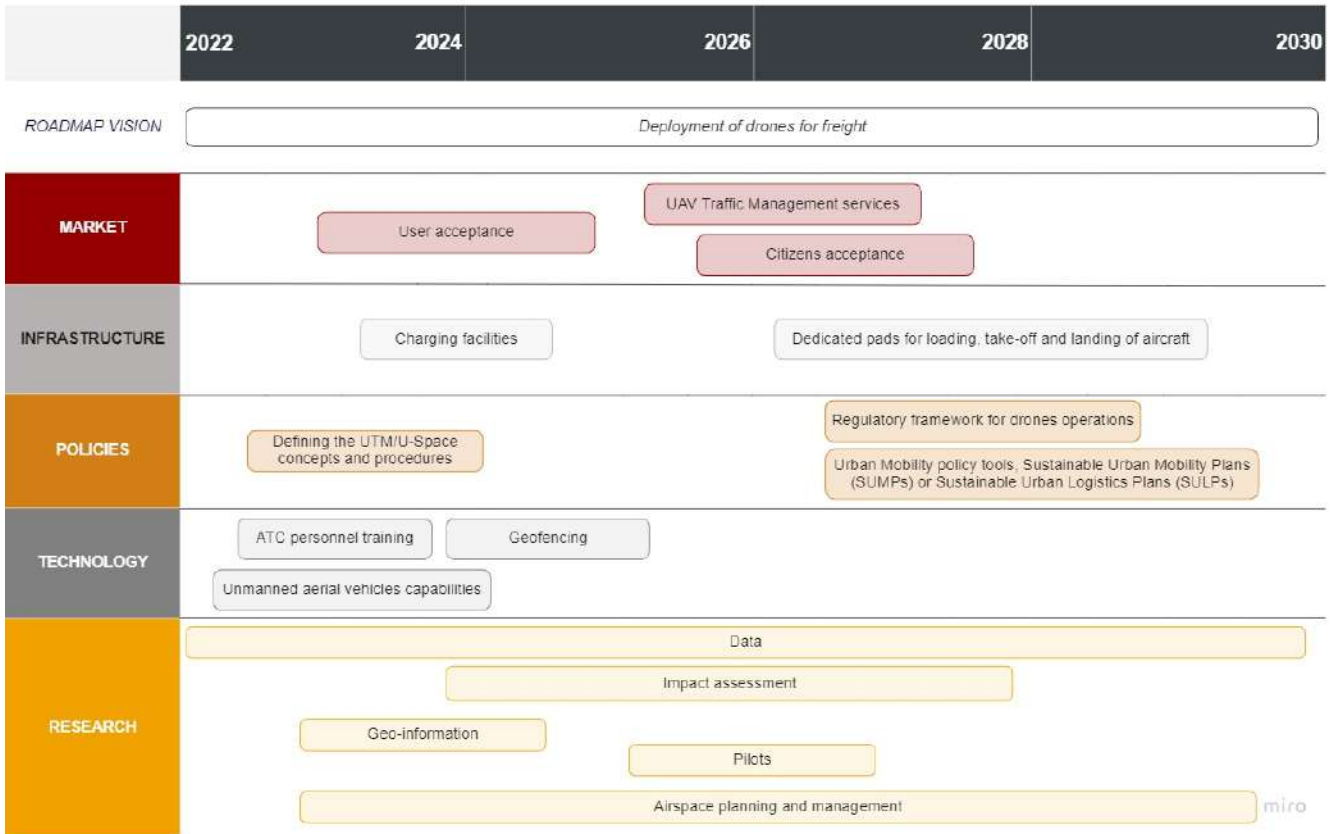 2022 2024 2026 2028 2030
ROADMAP VISION
Deployment of drones for freight
MARKET
UAV Traffic Management services
User acceptance
Citizens acceptance
INFRASTRUCTURE
Charging facilities
Dedicated pads for loading, take-off and landing of aircraft
POLICIES
Defining the UTM/U-Space
concepts and procedures
Regulatory framework for drones operations
Urban Mobility policy tools, Sustainable Urban Mobility Plans
(SUMPs) or Sustainable Urban Logistics Plans (SULPs)
TECHNOLOGY
ATC personnel training
Geofencing
Unmanned aerial vehicles capabilities
RESEARCH
Data
Impact assessment
Geo-information
Pilots
Airspace planning and management
miro